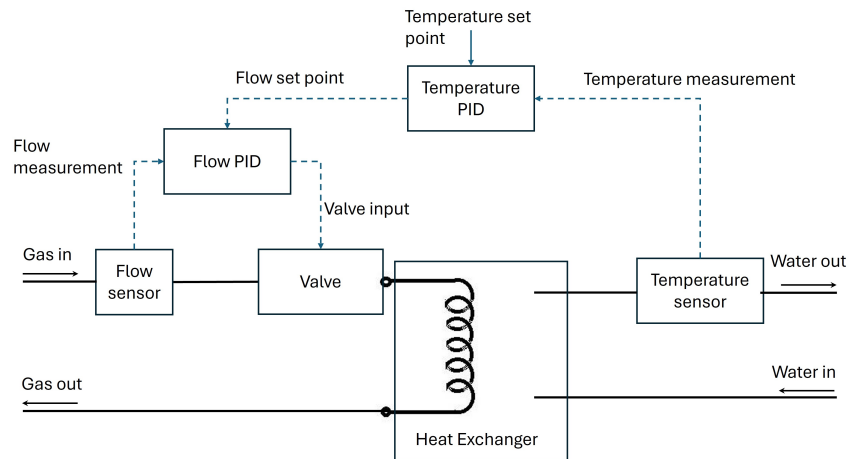 Temperature set
point
Flow set point
Temperature
PID
Temperature measurement
Flow
measurement
Flow PID
Valve input
Gas in
Flow
sensor
Valve
Temperature
sensor
Water out
Gas out
Water in
Heat Exchanger